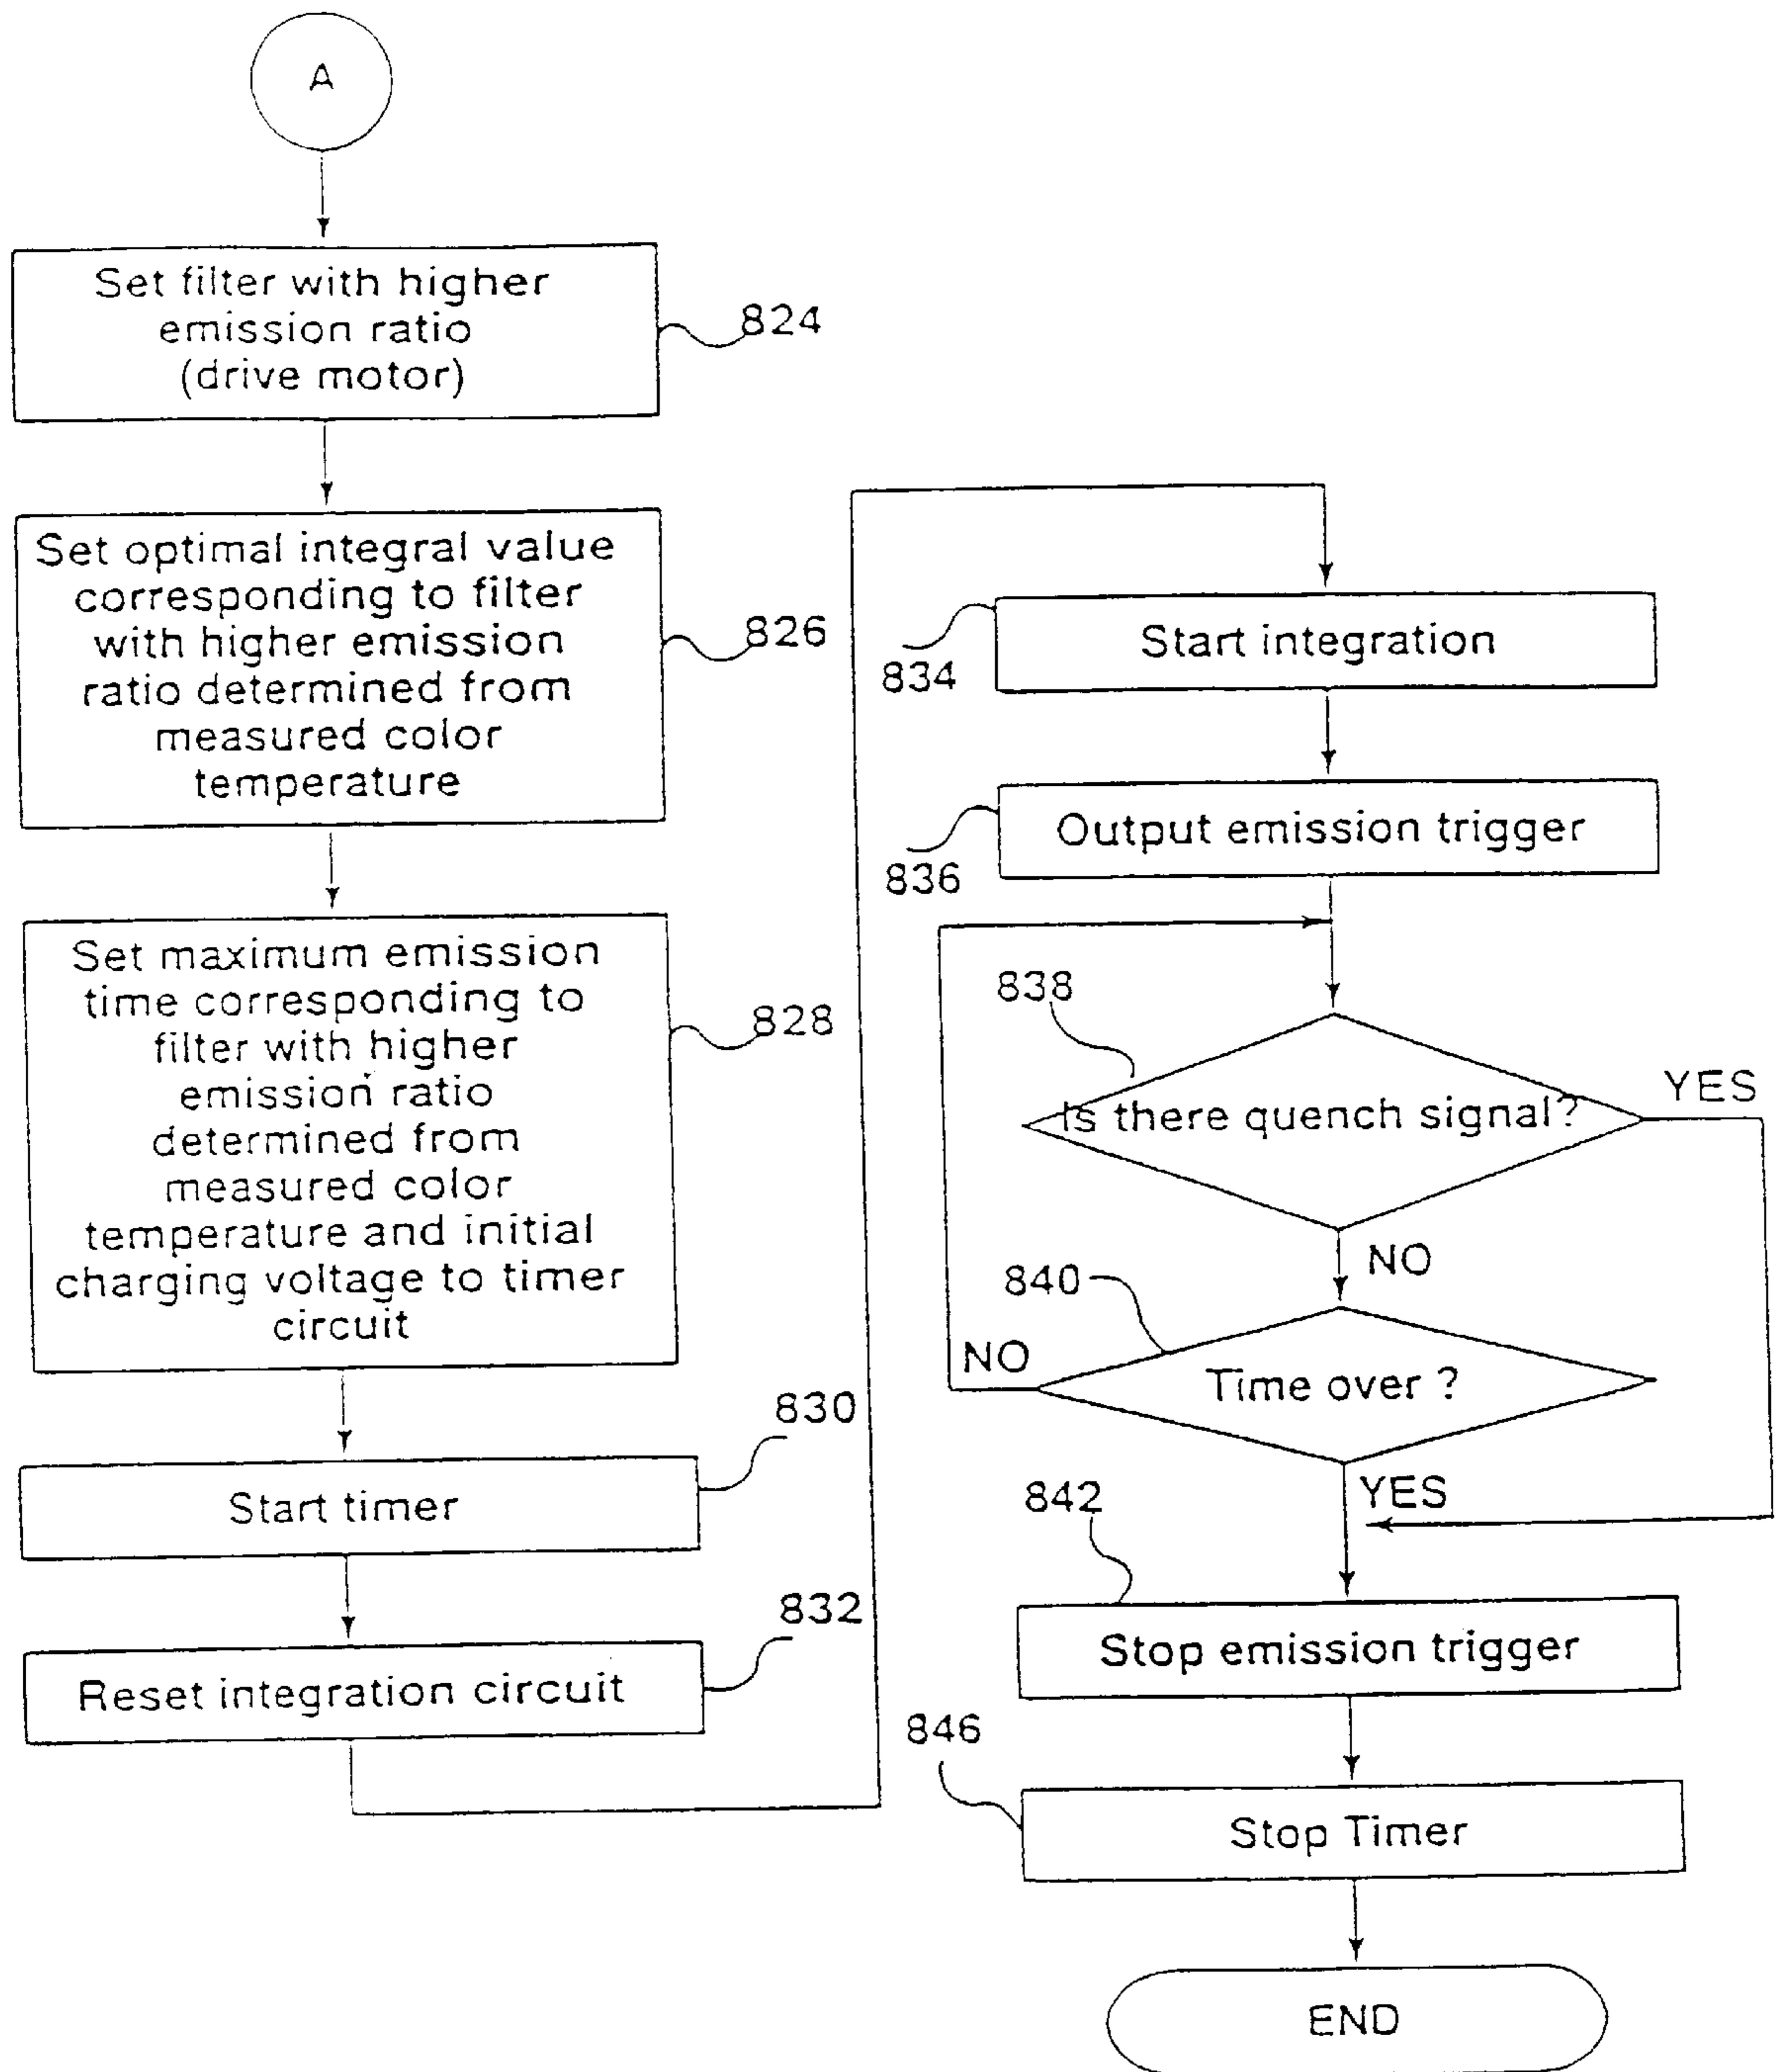 A
Set filter with higher
emission ratio
(drive motor)
824
Set optimal integral value
corresponding to filter
with higher emission
ratio determined from
measured color
temperature
826
Set maximum emission
time corresponding to
filter with higher
emission ratio
determined from
measured color
temperature and initial
charging voltage to timer
circuit
828
Start timer
830
Reset integration circuit
832
Start integration
834
Output emission trigger
836
838
Is there quench signal?
YES
NO
840
Time over ?
NO
YES
842
Stop emission trigger
846
Stop Timer
END